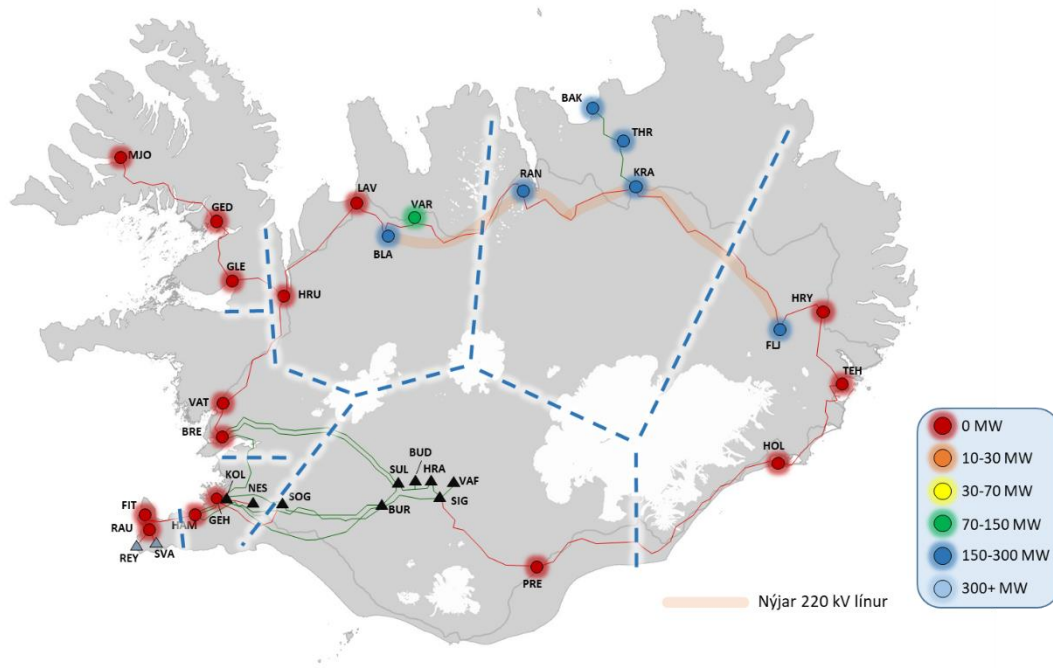 BAK
THR
MJO
RAN
KRA
LAV
VAR
GED
BLA
GLE
HRU
HRY
FLJ
TEH
VAT
BRE
HOL
BUD
SUL
HRA
VAF
KOL
NES
SOG
SIG
BUR
FIT
GEH
RAU
HAM
REY
SVA
PRE
Nýjar 220 kV línur
0 MW
10-30 MW
30-70 MW
70-150 MW
150-300 MW
300+ MW